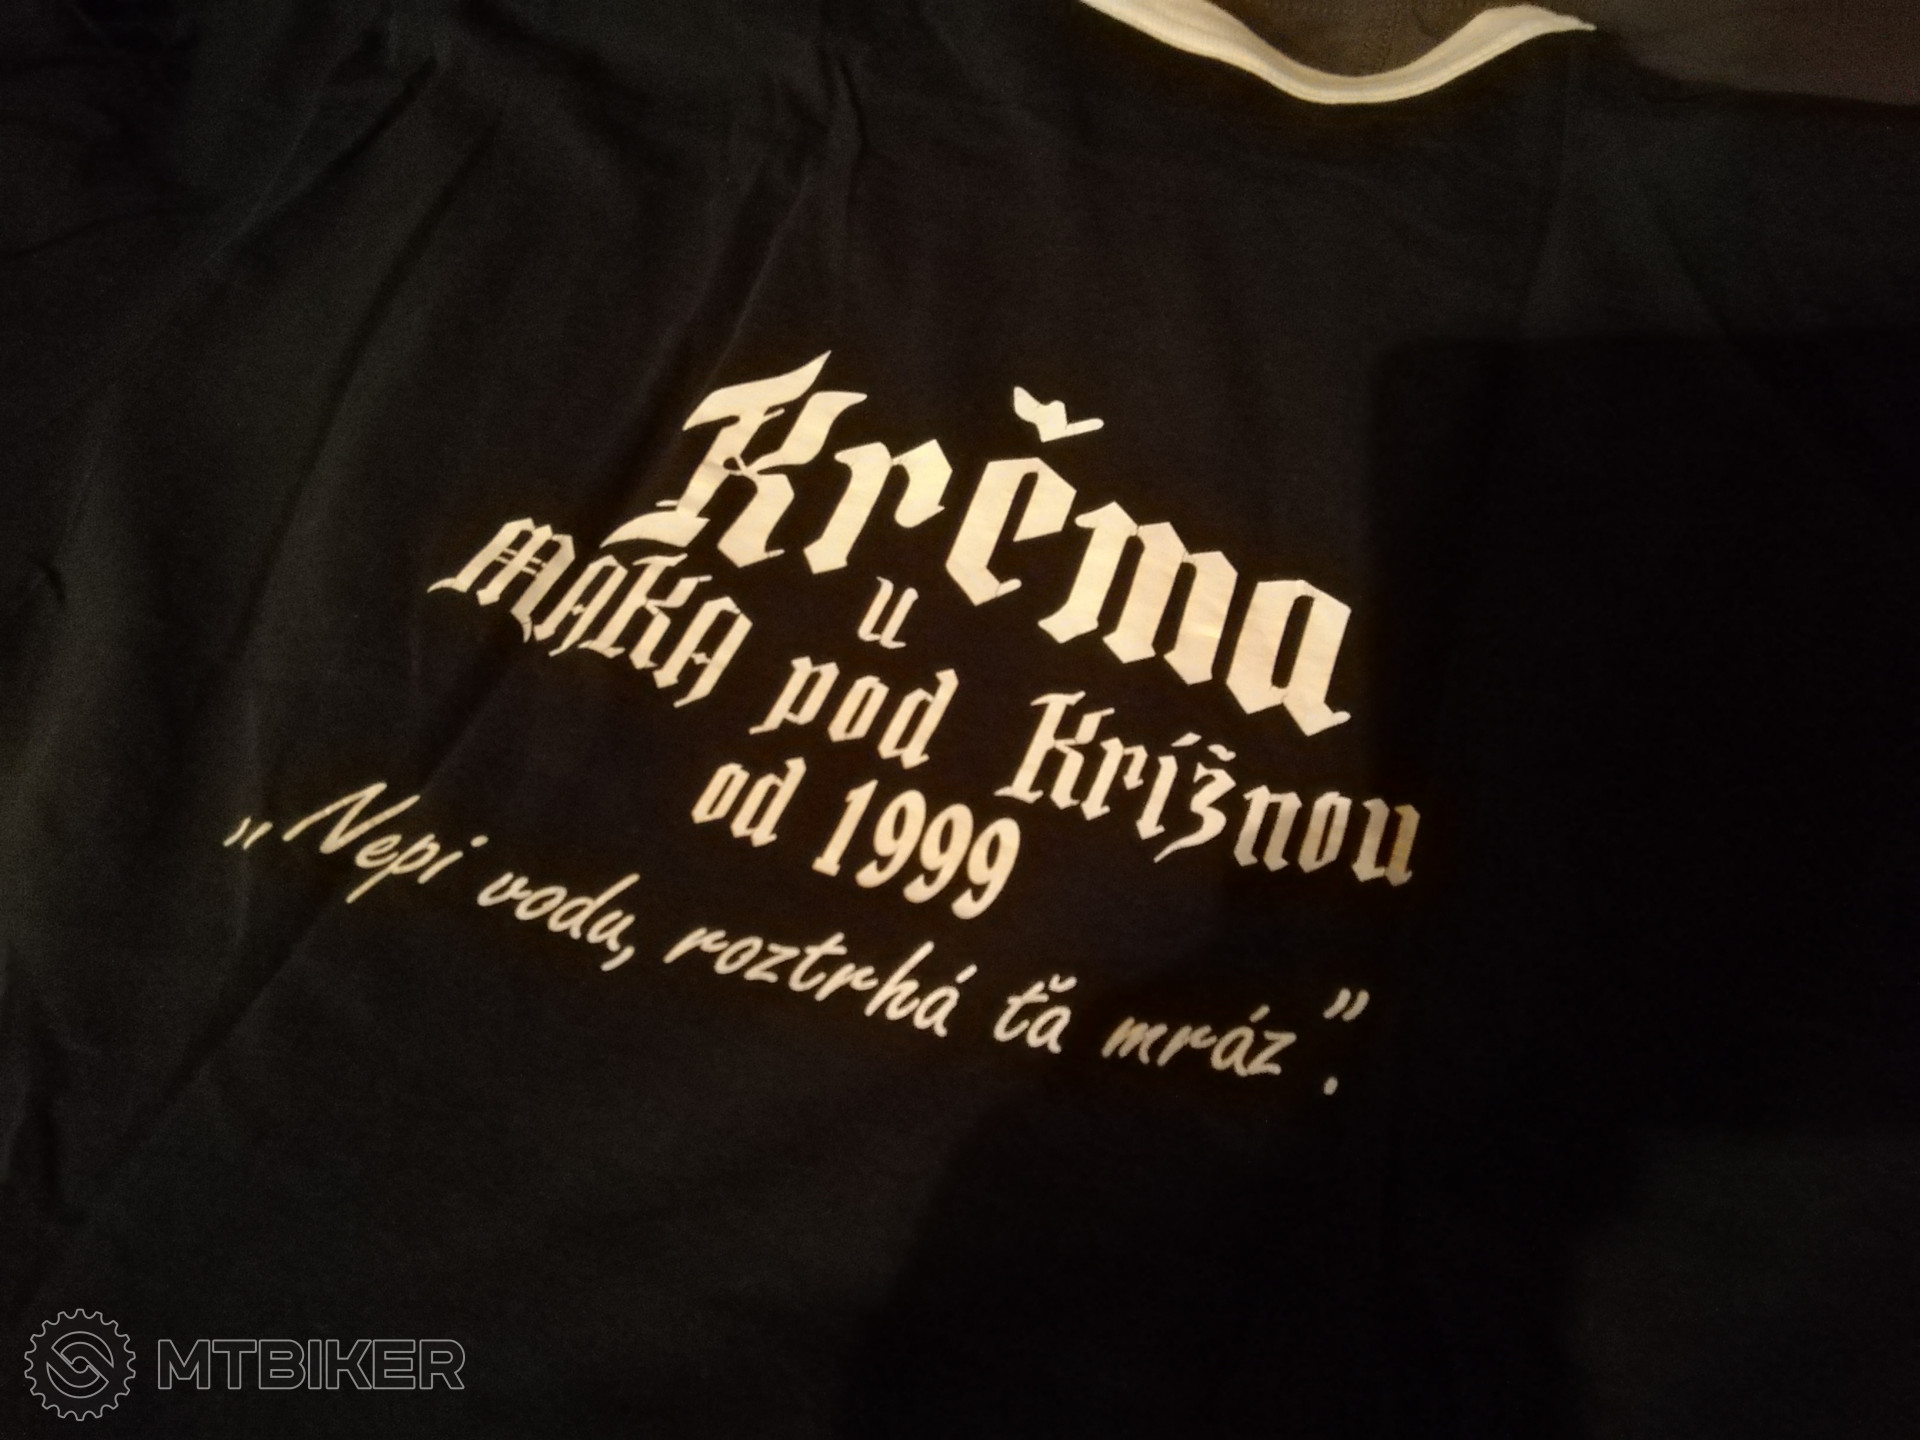 Krčma
u
MAKA pod Krížnou
od 1999
„Nepi vodu, roztrhá ťa mráz”.
MTBIKER